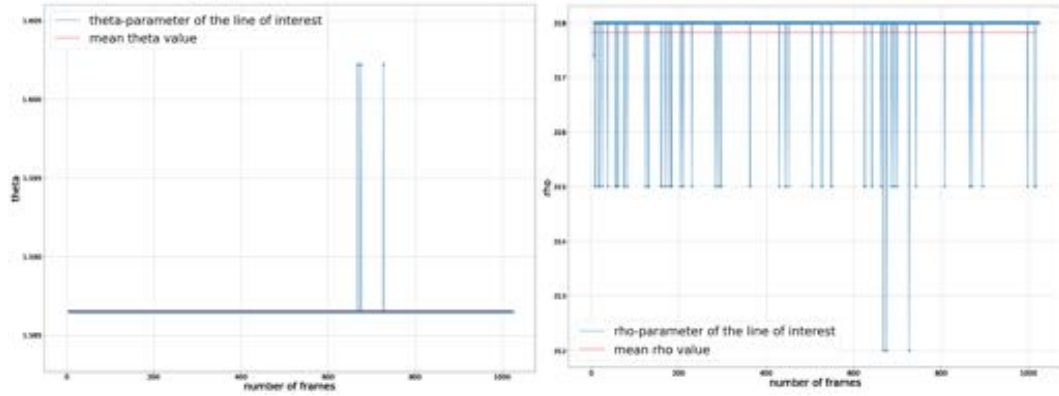 theta-parameter of the line of interest
mean theta value
theta
0 200 400 600 800 1000
number of frames
rho
rho-parameter of the line of interest
mean rho value
0 200 400 600 800 1000
number of frames